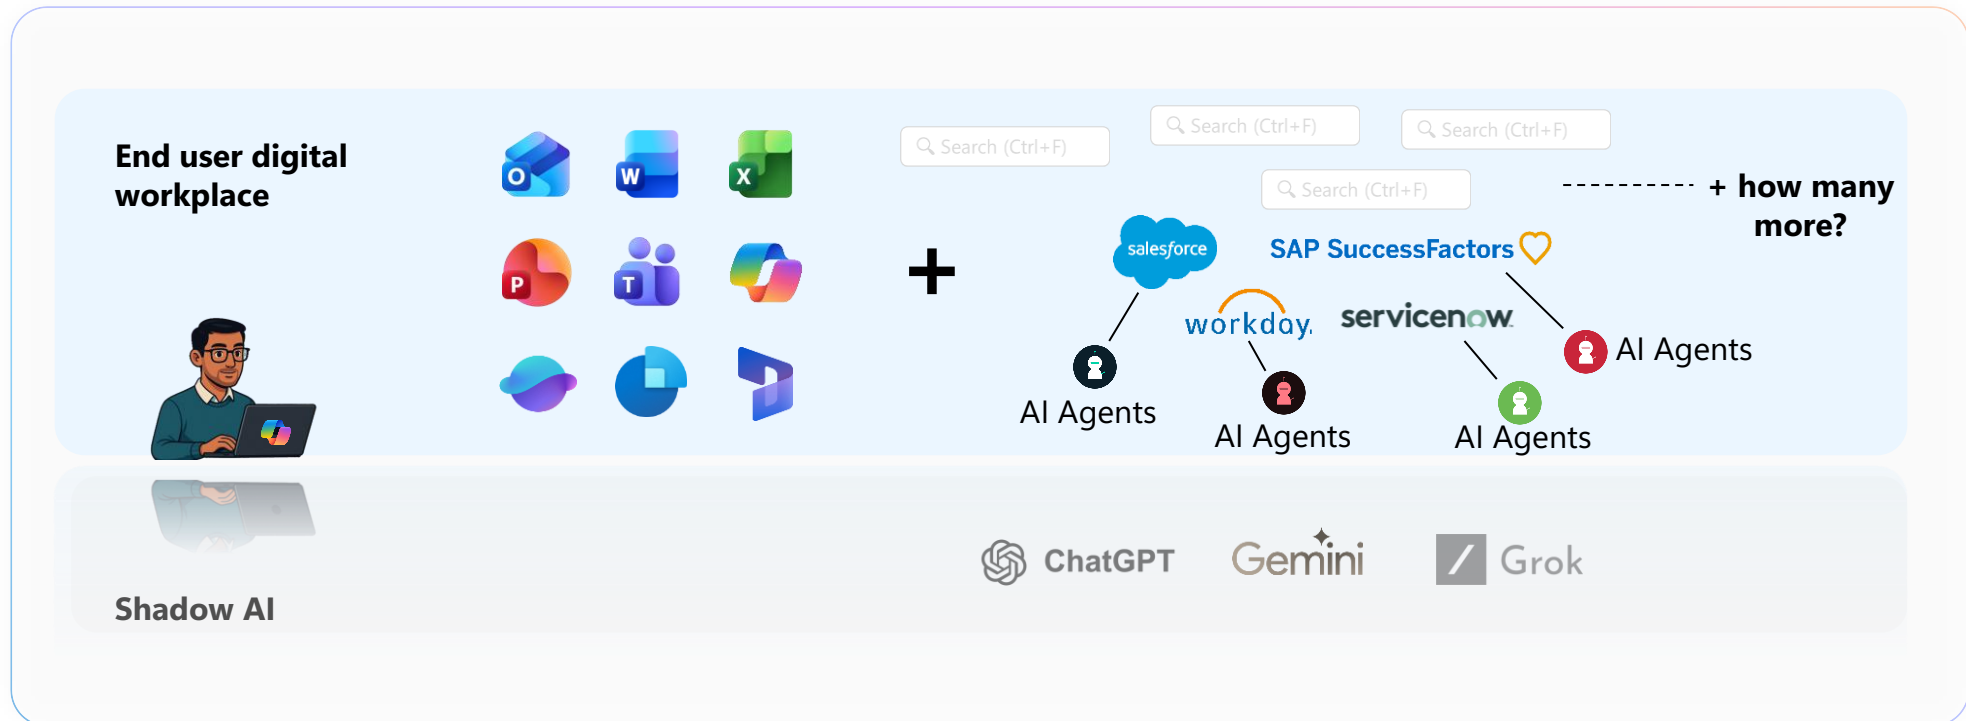 End user digital
workplace
O
W
X
P
T
Search (Ctrl+F)
Search (Ctrl+F)
Search (Ctrl+F)
Search (Ctrl+F)
+ how many
more?
+
salesforce
SAP SuccessFactors
workday.
servicenow.
AI Agents
AI Agents
AI Agents
AI Agents
Shadow AI
ChatGPT
Gemini
Grok